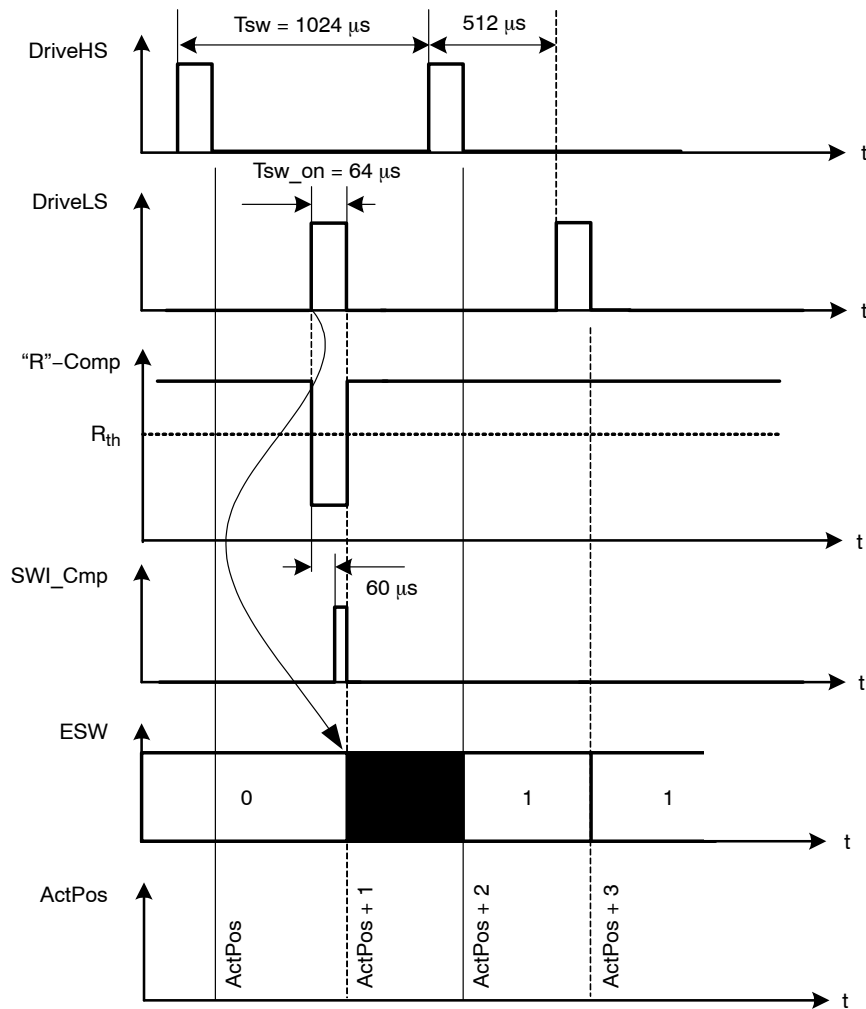 Tsw = 1024 μs
512 μs
DriveHS
t
Tsw_on = 64 μs
DriveLS
t
“R”−Comp
Rth
t
SWI_Cmp
60 μs
t
ESW
0
1
1
t
ActPos
ActPos
ActPos + 1
ActPos + 2
ActPos + 3
t